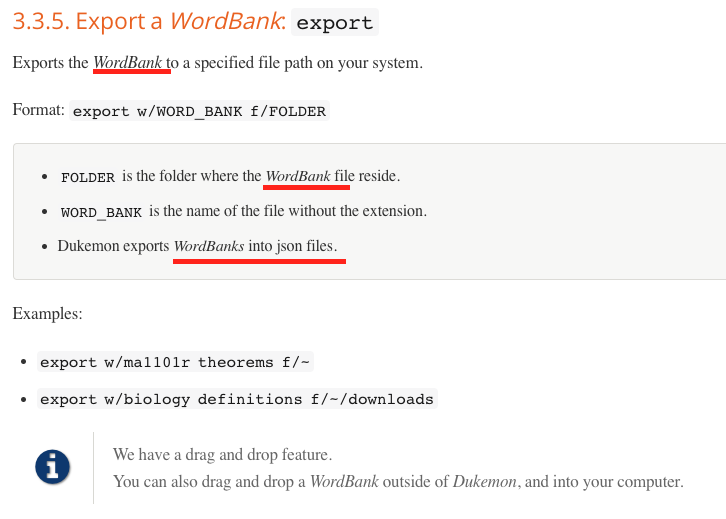 3.3.5. Export a WordBank: export
Exports the WordBank to a specified file path on your system.
Format: export w/WORD_BANK f/FOLDER
• FOLDER is the folder where the WordBank file reside.
• WORD_BANK is the name of the file without the extension.
• Dukemon exports WordBanks into json files.
Examples:
• export w/ma1101r theorems f/~
• export w/biology definitions f/~/downloads
We have a drag and drop feature.
You can also drag and drop a WordBank outside of Dukemon, and into your computer.